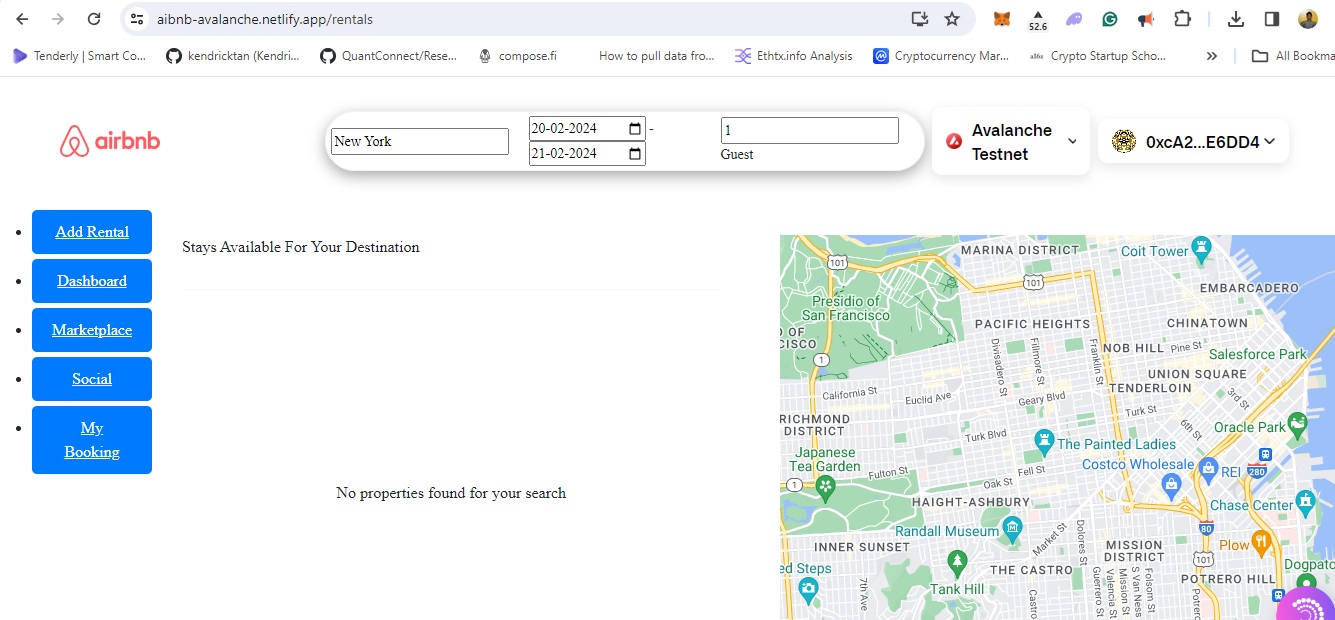 aibnb-avalanche.netlify.app/rentals
52.6
Tenderly | Smart Co...
kendricktan (Kendri...
QuantConnect/Rese...
compose.fi
How to pull data fro...
Ethtx.info Analysis
Cryptocurrency Mar...
a16z
Crypto Startup Scho...
»
All Bookma
airbnb
New York
20-02-2024
-
21-02-2024
1
Guest
Avalanche
Testnet
0xcA2...E6DD4
Add Rental
Dashboard
Marketplace
Social
My
Booking
Stays Available For Your Destination
No properties found for your search
MARINA DISTRICT
Coit Tower
101
101
EMBARCADERO
Presidio of
San Francisco
PACIFIC HEIGHTS
CHINATOWN
D OF
CISCO
NOB HILL
Pine St
Salesforce Park
1
Divisadero St
Fillmore St
Franklin St
UNION SQUARE
TENDERLOIN
California St
Euclid Ave
Geary Blvd
3rd St
RICHMOND
DISTRICT
Turk St
6th St
Oracle Park
Turk Blvd
The Painted Ladies
Japanese
Tea Garden
Fulton St
Fell St
Costco Wholesale
REI
280
1
Oak St
HAIGHT-ASHBURY
Chase Center
Randall Museum
Market St
Dolores St
80
Plow
INNER SUNSET
MISSION
DISTRICT
101
ed Steps
THE CASTRO
Dogpatc
7th Ave
Tank Hill
Castro
Guerrero St
Valencia St
Mission St
S Van Ness
Folsom St
POTRERO HILL
Potrero